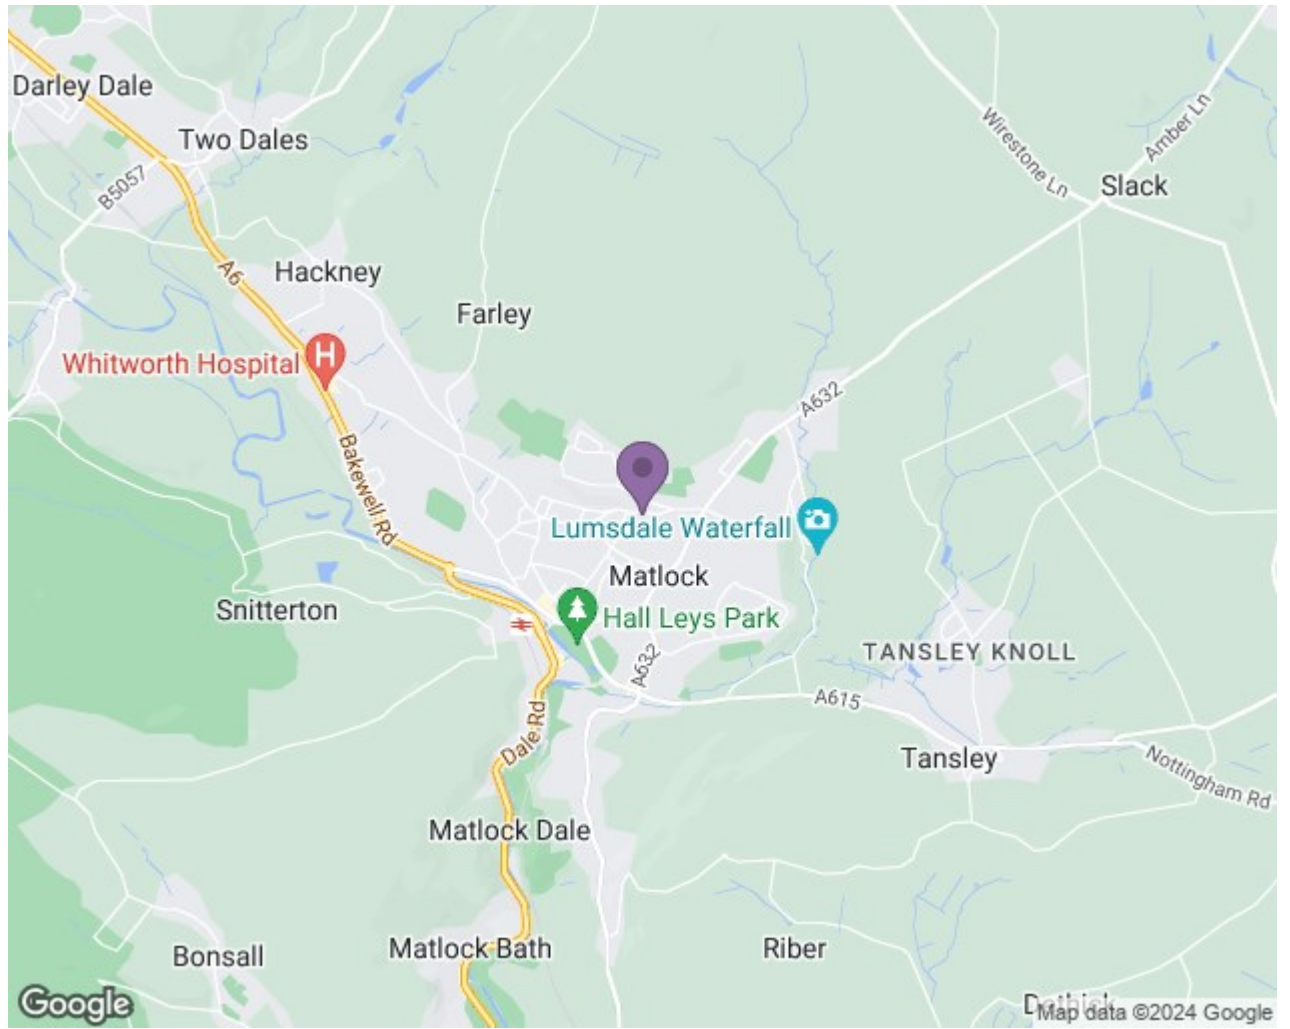 Darley Dale
Two Dales
B5057
Wirestone Ln
Amber Ln
Slack
A6
Hackney
Farley
Whitworth Hospital
H
A632
Bakewell Rd
Lumsdale Waterfall
Matlock
Snitterton
Hall Leys Park
A632
TANSLEY KNOLL
A615
Dale Rd
Tansley
Nottingham Rd
Matlock Dale
Bonsall
Matlock Bath
Riber
Google
Map data ©2024 Google